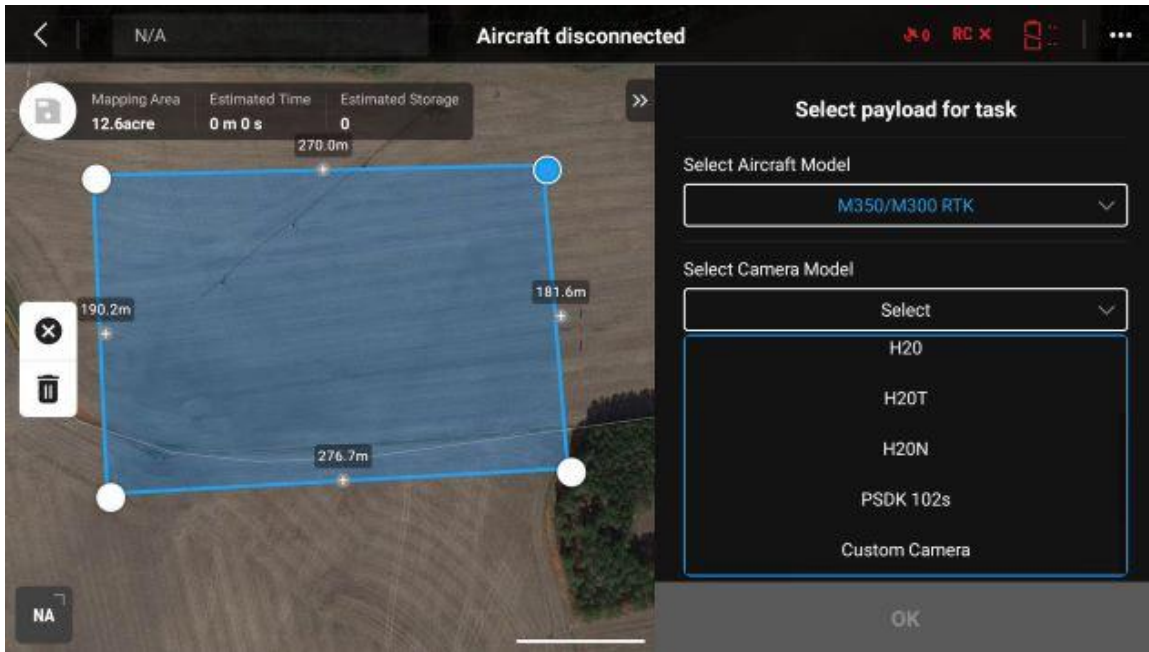 N/A
Aircraft disconnected
0
RC
Mapping Area Estimated Time Estimated Storage
12.6acre 0 m 0 s 0
270.0m
190.2m
181.6m
276.7m
NA
Select payload for task
Select Aircraft Model
M350/M300 RTK
Select Camera Model
Select
H20
H20T
H20N
PSDK 102s
Custom Camera
OK